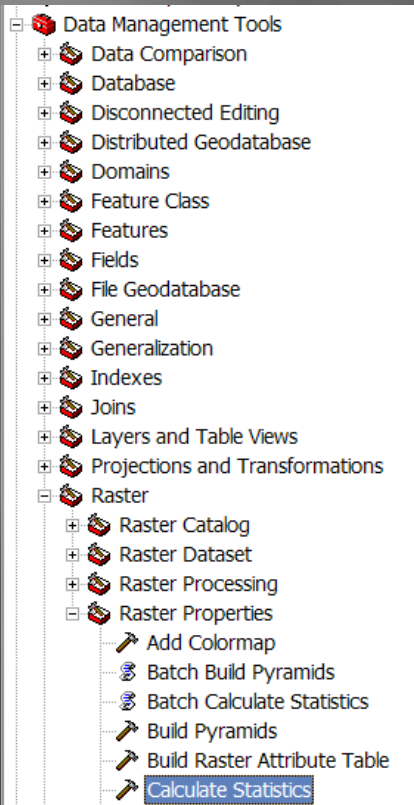 Data Management Tools
Data Comparison
Database
Disconnected Editing
Distributed Geodatabase
Domains
Feature Class
Features
Fields
File Geodatabase
General
Generalization
Indexes
Joins
Layers and Table Views
Projections and Transformations
Raster
Raster Catalog
Raster Dataset
Raster Processing
Raster Properties
Add Colormap
Batch Build Pyramids
Batch Calculate Statistics
Build Pyramids
Build Raster Attribute Table
Calculate Statistics